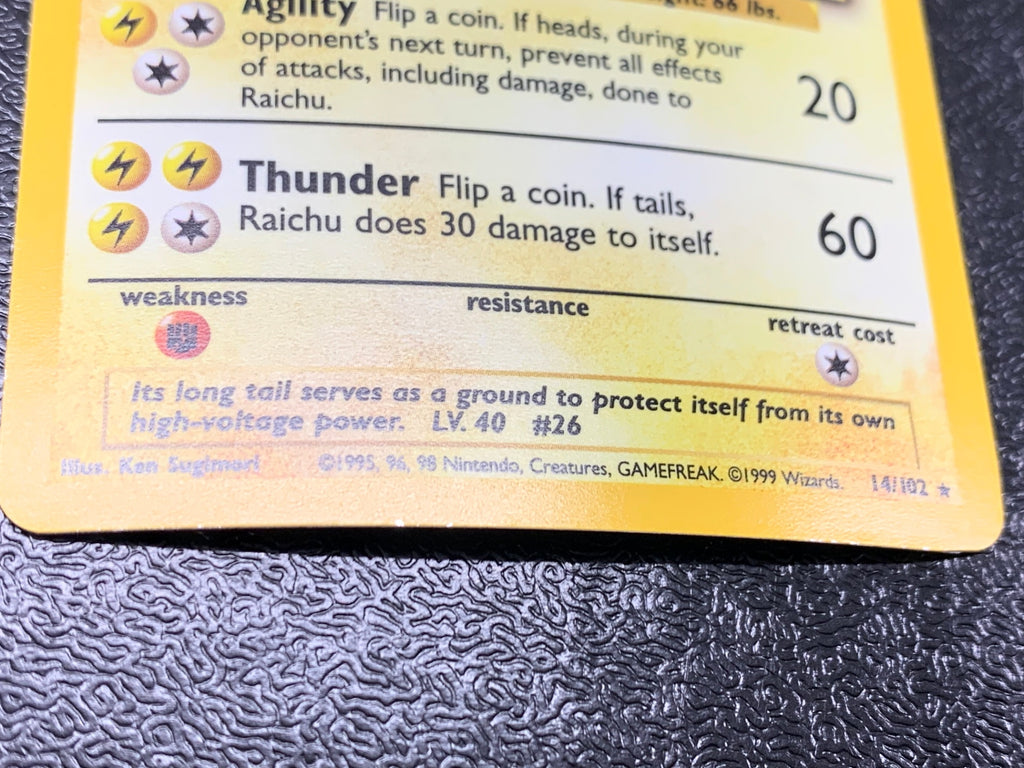 66 lbs.
Agility Flip a coin. If heads, during your
opponent's next turn, prevent all effects
of attacks, including damage, done to
Raichu.
20
Thunder Flip a coin. If tails,
Raichu does 30 damage to itself.
60
weakness resistance retreat cost
Its long tail serves as a ground to protect itself from its own
high-voltage power. LV. 40 #26
Illus. Ken Sugimori ©1995, 96, 98 Nintendo, Creatures, GAMEFREAK. ©1999 Wizards. 14/102 ★